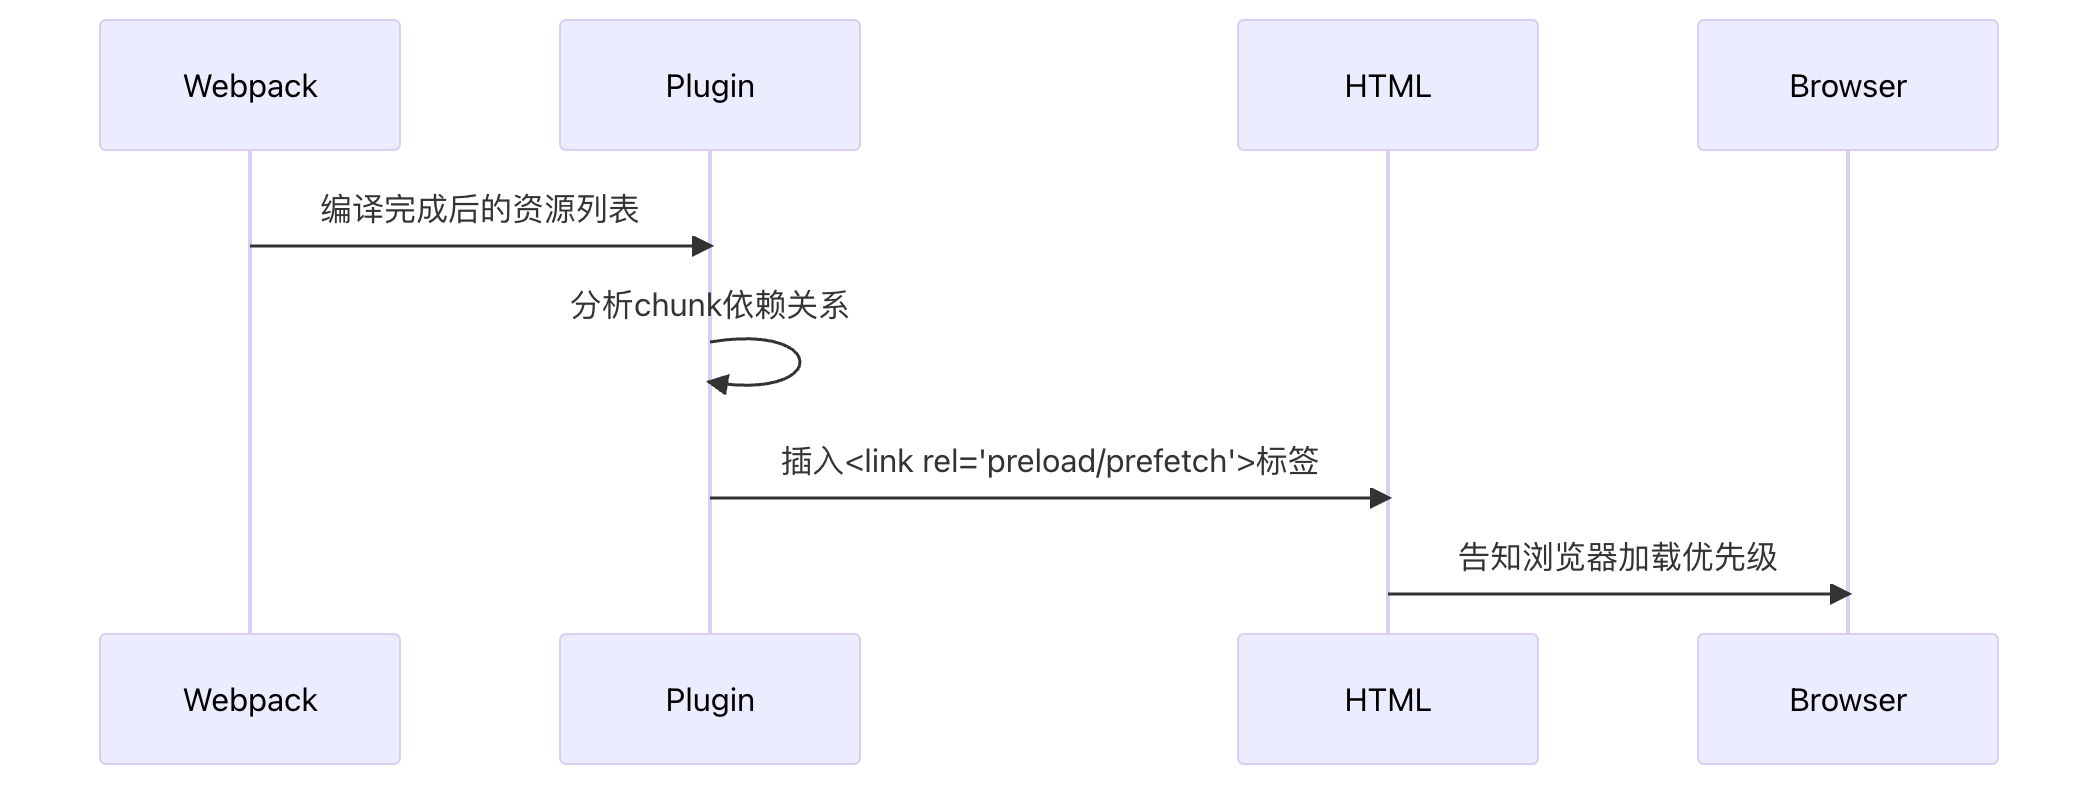 Webpack
Plugin
HTML
Browser
编译完成后的资源列表
分析chunk依赖关系
插入<link rel='preload/prefetch'>标签
告知浏览器加载优先级
Webpack
Plugin
HTML
Browser